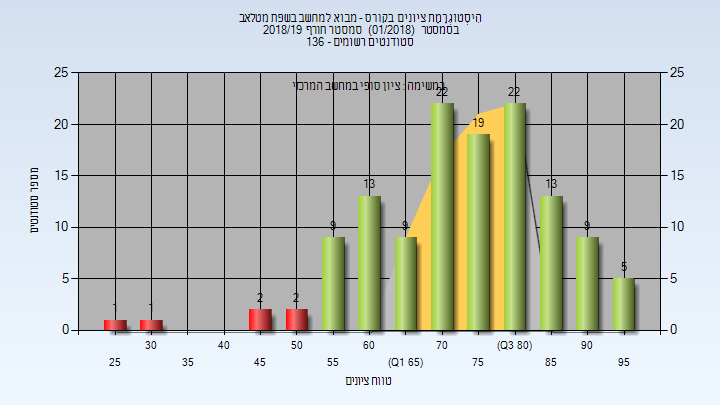 היסטוגרמת ציונים בקורס - מבוא למחשב בשפת מטלאב
בסמסטר (01/2018) סמסטר חורף 2018/19
סטודנטים רשומים - 136
במשימה : ציון סופי במחשב המרכזי
מספר סטודנטים
25 25
20 20
15 15
10 10
5 5
0 0
1 1 2 2 9 13 9 22 19 22 13 9 5
30 40 50 60 70 (Q3 80) 90
25 35 45 55 (Q1 65) 75 85 95
טווח ציונים